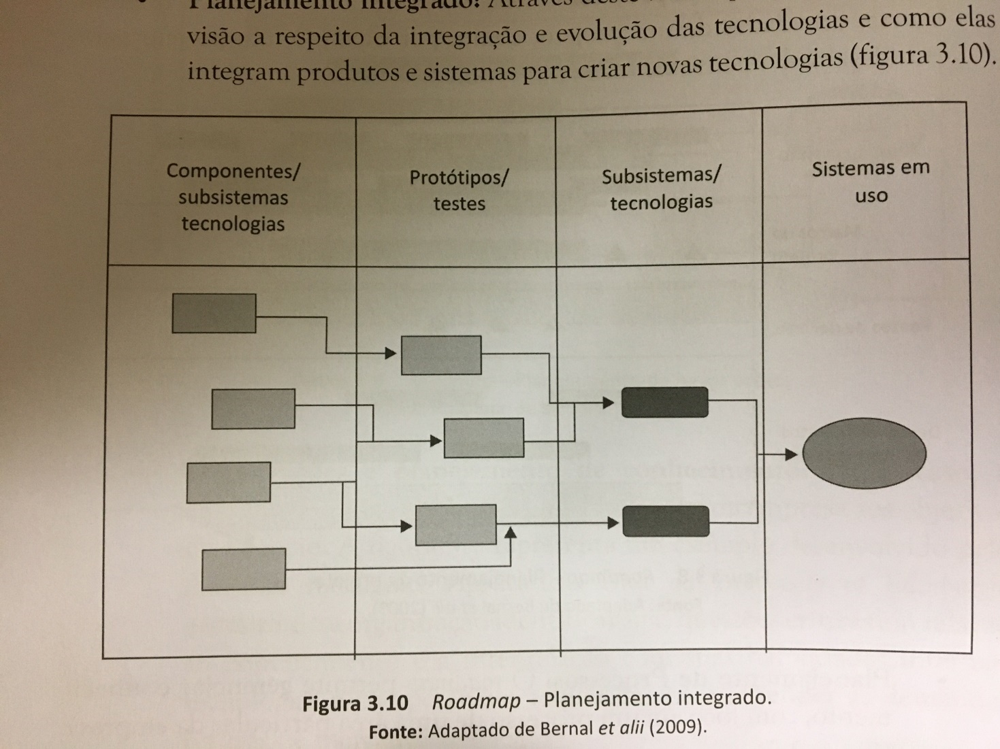 Planejamento integrado:
visão a respeito da integração e evolução das tecnologias e como elas
integram produtos e sistemas para criar novas tecnologias (figura 3.10).
Componentes/
subsistemas
tecnologias
Protótipos/
testes
Subsistemas/
tecnologias
Sistemas em
uso
Figura 3.10 Roadmap – Planejamento integrado.
Fonte: Adaptado de Bernal et alii (2009).